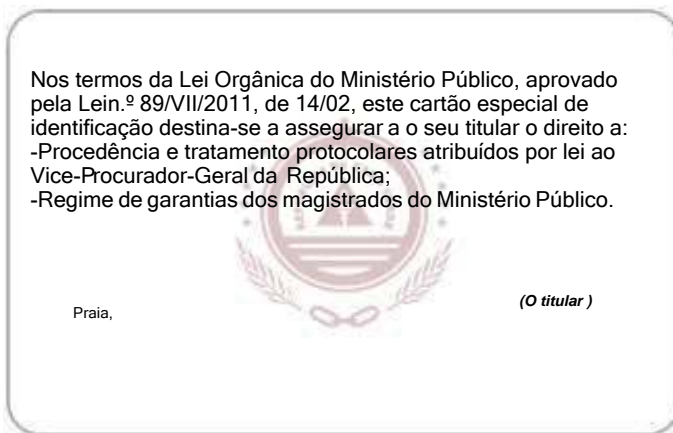 Nos termos da Lei Orgânica do Ministério Público, aprovado
pela Lein.º 89/VII/2011, de 14/02, este cartão especial de
identificação destina-se a assegurar a o seu titular o direito a:
-Procedência e tratamento protocolares atribuídos por lei ao
Vice-Procurador-Geral da República;
-Regime de garantias dos magistrados do Ministério Público.
(O titular )
Praia,